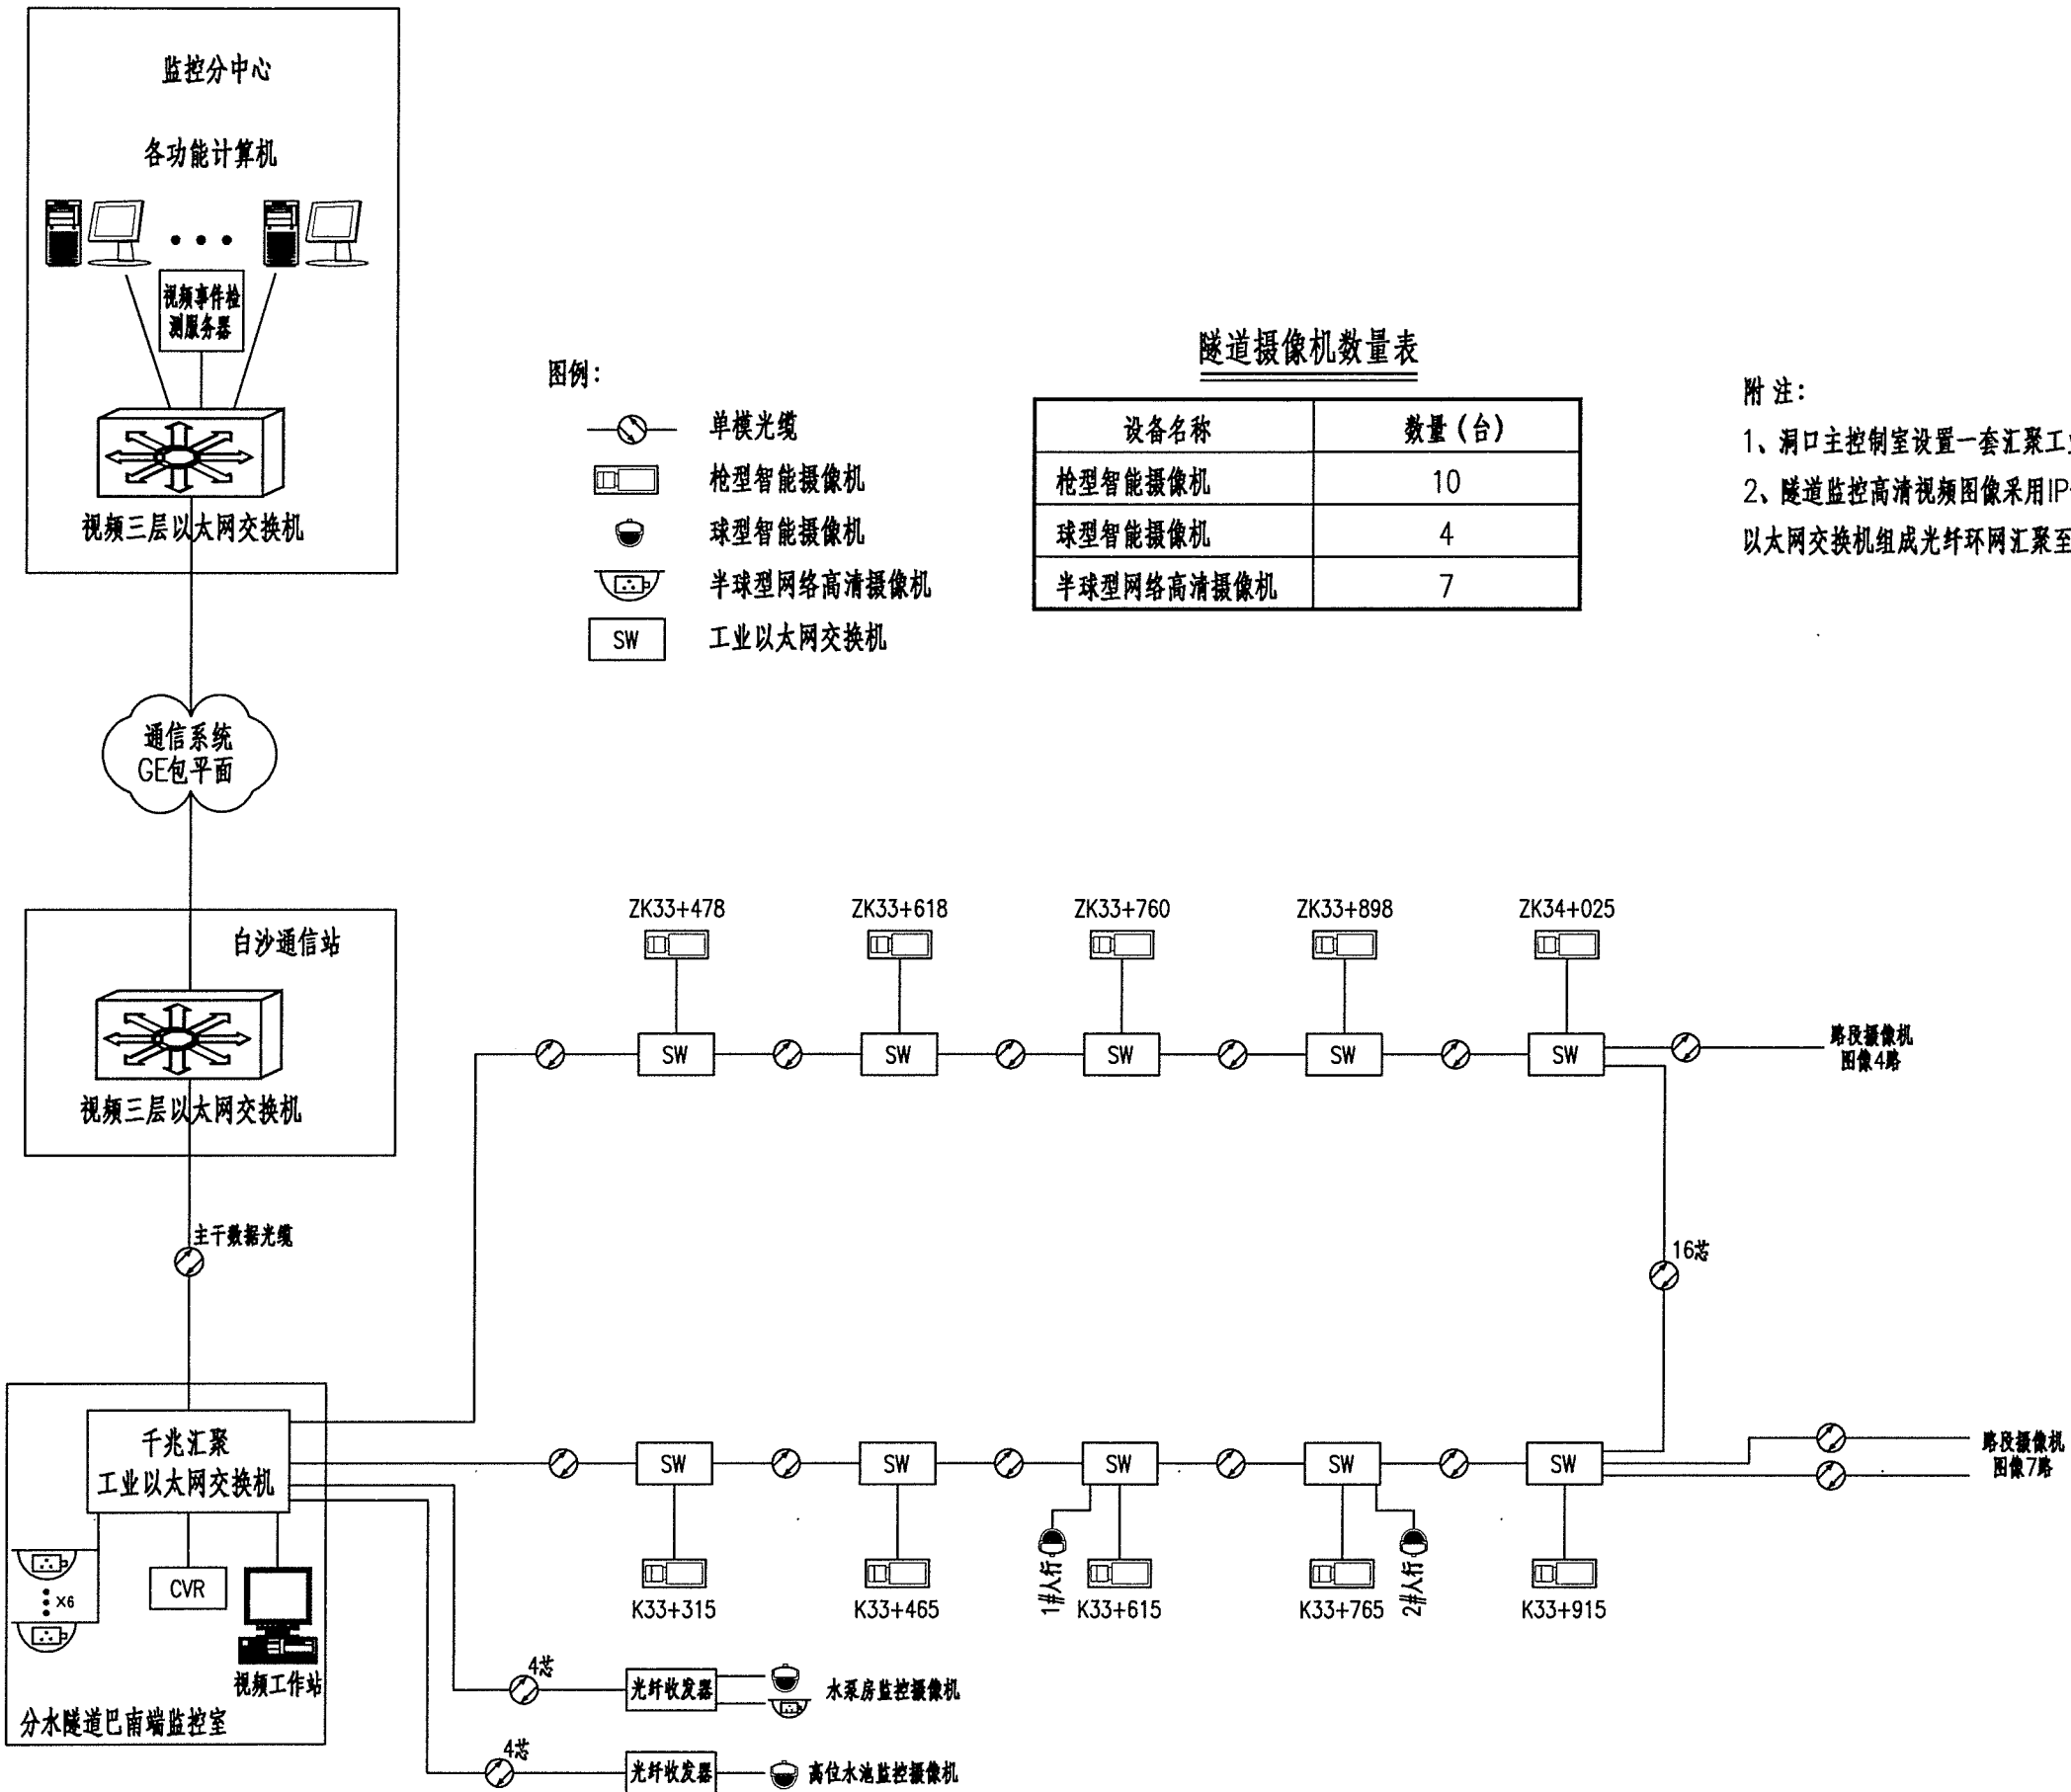 监控分中心
各功能计算机
视频事件检
测服务器
视频三层以太网交换机
通信系统
GE包平面
白沙通信站
视频三层以太网交换机
主干数据光缆
千兆汇聚
工业以太网交换机
×6
CVR
视频工作站
分水隧道巴南端监控室
图例：
单模光缆
枪型智能摄像机
球型智能摄像机
半球型网络高清摄像机
SW 工业以太网交换机
隧道摄像机数量表
设备名称 数量（台）
枪型智能摄像机 10
球型智能摄像机 4
半球型网络高清摄像机 7
附 注：
1、洞口主控制室设置一套汇聚工
2、隧道监控高清视频图像采用IP
以太网交换机组成光纤环网汇聚至
ZK33+478 ZK33+618 ZK33+760 ZK33+898 ZK34+025
SW SW SW SW SW
路段摄像机
图像4路
16芯
SW SW SW SW SW
路段摄像机
图像7路
1#人行 2#人行
K33+315 K33+465 K33+615 K33+765 K33+915
4芯 光纤收发器 水泵房监控摄像机
4芯 光纤收发器 高位水池监控摄像机